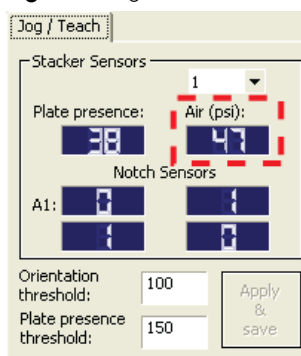 Jog / Teach
Stacker Sensors
1
Plate presence: Air (psi):
38 47
Notch Sensors
A1: 0 1
1 0
Orientation
threshold: 100
Plate presence
threshold: 150
Apply
&
save